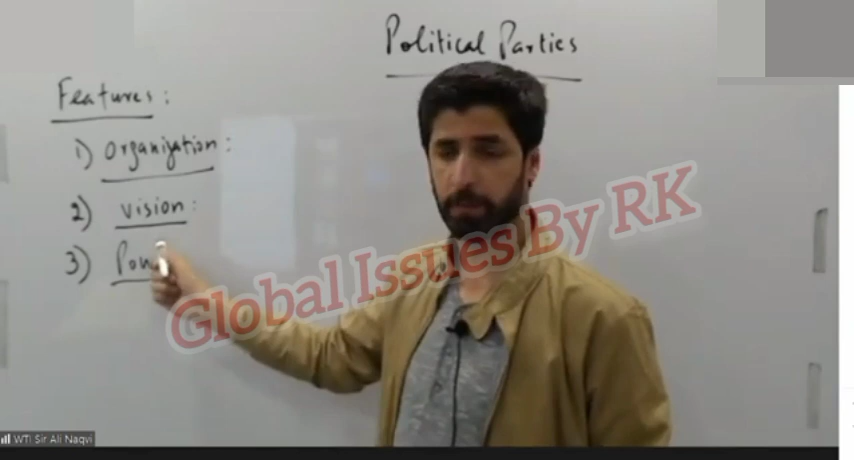 Political Parties
Features:
1) Organization:
2) Vision:
3)
Global Issues By RK
WTI Sir Ali Naqvi